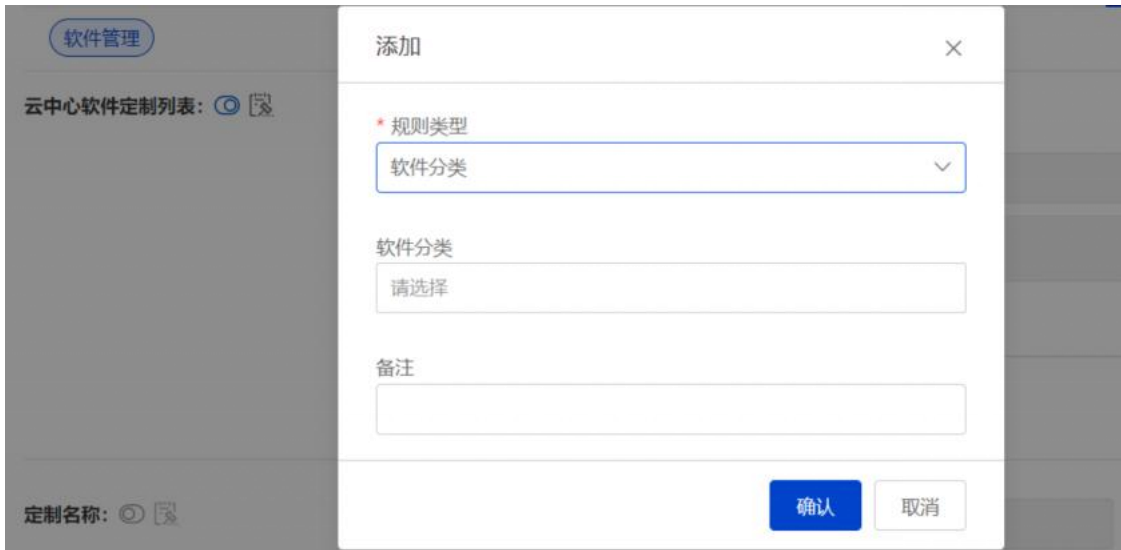 软件管理
添加
云中心软件定制列表:
* 规则类型
软件分类
软件分类
请选择
备注
定制名称:
确认
取消